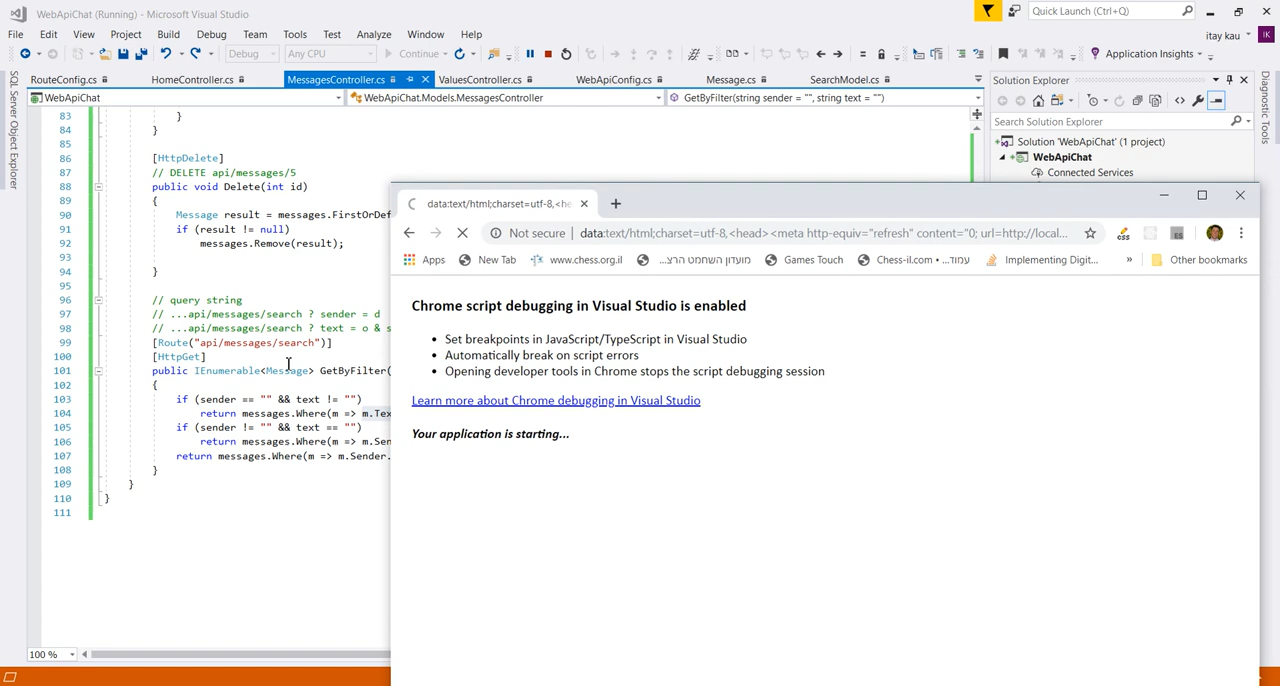 WebApiChat (Running) - Microsoft Visual Studio
Quick Launch (Ctrl+Q)
File Edit View Project Build Debug Team Tools Test Analyze Window Help
itay kau IK
Debug Any CPU Continue Application Insights
RouteConfig.cs HomeController.cs MessagesController.cs ValuesController.cs WebApiConfig.cs Message.cs SearchModel.cs
WebApiChat WebApiChat.Models.MessagesController GetByFilter(string sender = "", string text = "")
SQL Server Object Explorer
Diagnostic Tools
Solution Explorer
Search Solution Explorer
Solution 'WebApiChat' (1 project)
WebApiChat
Connected Services
83 }
84 }
85
86 [HttpDelete]
87 // DELETE api/messages/5
88 public void Delete(int id)
89 {
90 Message result = messages.FirstOrDef
91 if (result != null)
92 messages.Remove(result);
93
94 }
95
96 // query string
97 // ...api/messages/search ? sender = d
98 // ...api/messages/search ? text = o & s
99 [Route("api/messages/search")]
100 [HttpGet]
101 public IEnumerable<Message> GetByFilter(
102 {
103 if (sender == "" && text != "")
104 return messages.Where(m => m.Tex
105 if (sender != "" && text == "")
106 return messages.Where(m => m.Sen
107 return messages.Where(m => m.Sender.
108 }
109 }
110 }
111
100 %
data:text/html;charset=utf-8,<he
Not secure | data:text/html;charset=utf-8,<head><meta http-equiv="refresh" content="0; url=http://local...
Apps New Tab www.chess.org.il מועדון השחמט הרצ... Games Touch Chess-il.com • עמוד... Implementing Digit... » Other bookmarks
Chrome script debugging in Visual Studio is enabled
• Set breakpoints in JavaScript/TypeScript in Visual Studio
• Automatically break on script errors
• Opening developer tools in Chrome stops the script debugging session
Learn more about Chrome debugging in Visual Studio
Your application is starting...